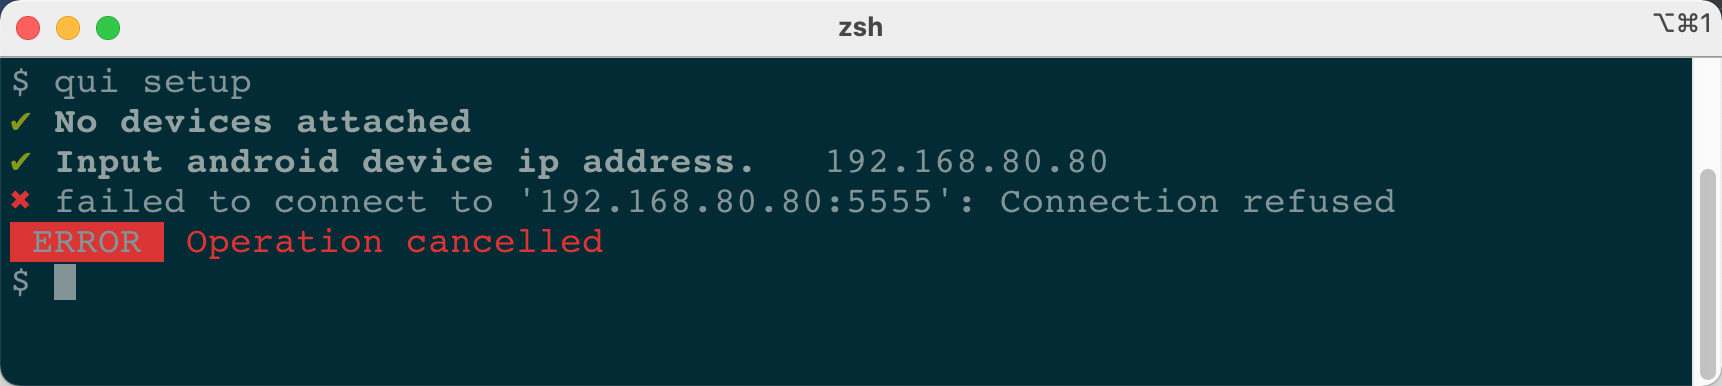 zsh
⌥⌘1
$ qui setup
✔ No devices attached
✔ Input android device ip address. 192.168.80.80
✖ failed to connect to '192.168.80.80:5555': Connection refused
ERROR Operation cancelled
$